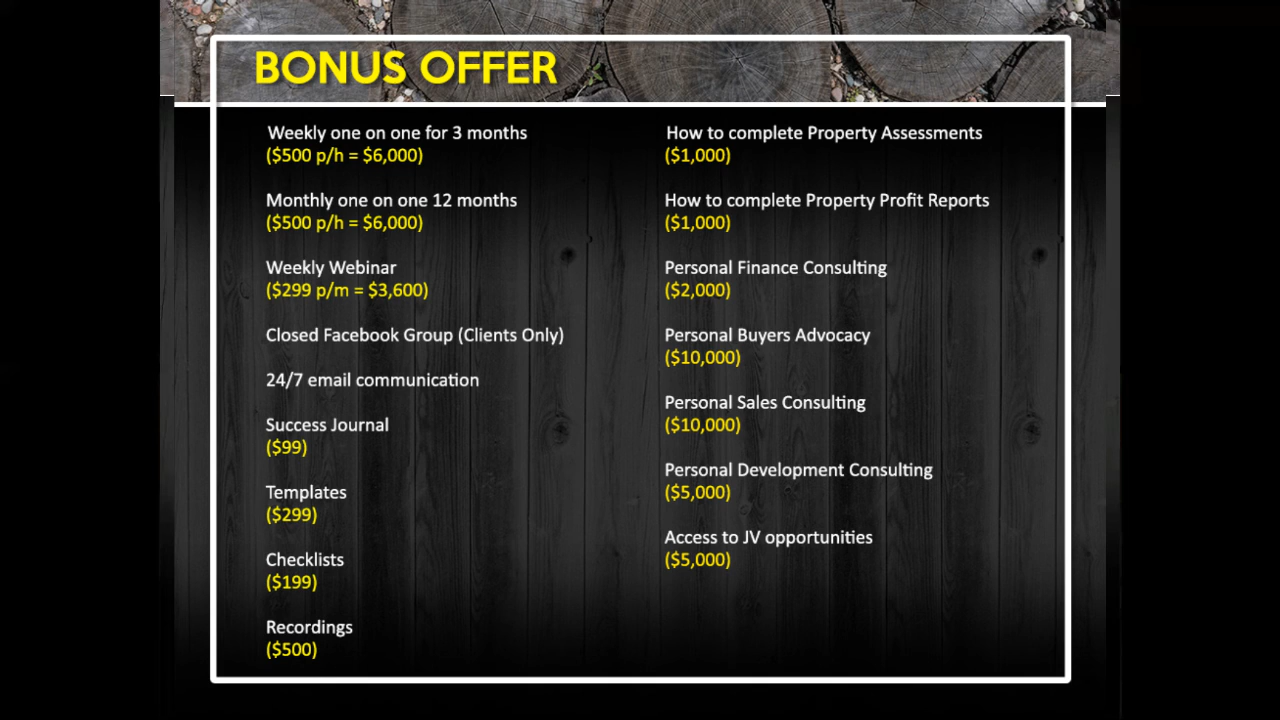 BONUS OFFER
Weekly one on one for 3 months
($500 p/h = $6,000)
Monthly one on one 12 months
($500 p/h = $6,000)
Weekly Webinar
($299 p/m = $3,600)
Closed Facebook Group (Clients Only)
24/7 email communication
Success Journal
($99)
Templates
($299)
Checklists
($199)
Recordings
($500)
How to complete Property Assessments
($1,000)
How to complete Property Profit Reports
($1,000)
Personal Finance Consulting
($2,000)
Personal Buyers Advocacy
($10,000)
Personal Sales Consulting
($10,000)
Personal Development Consulting
($5,000)
Access to JV opportunities
($5,000)